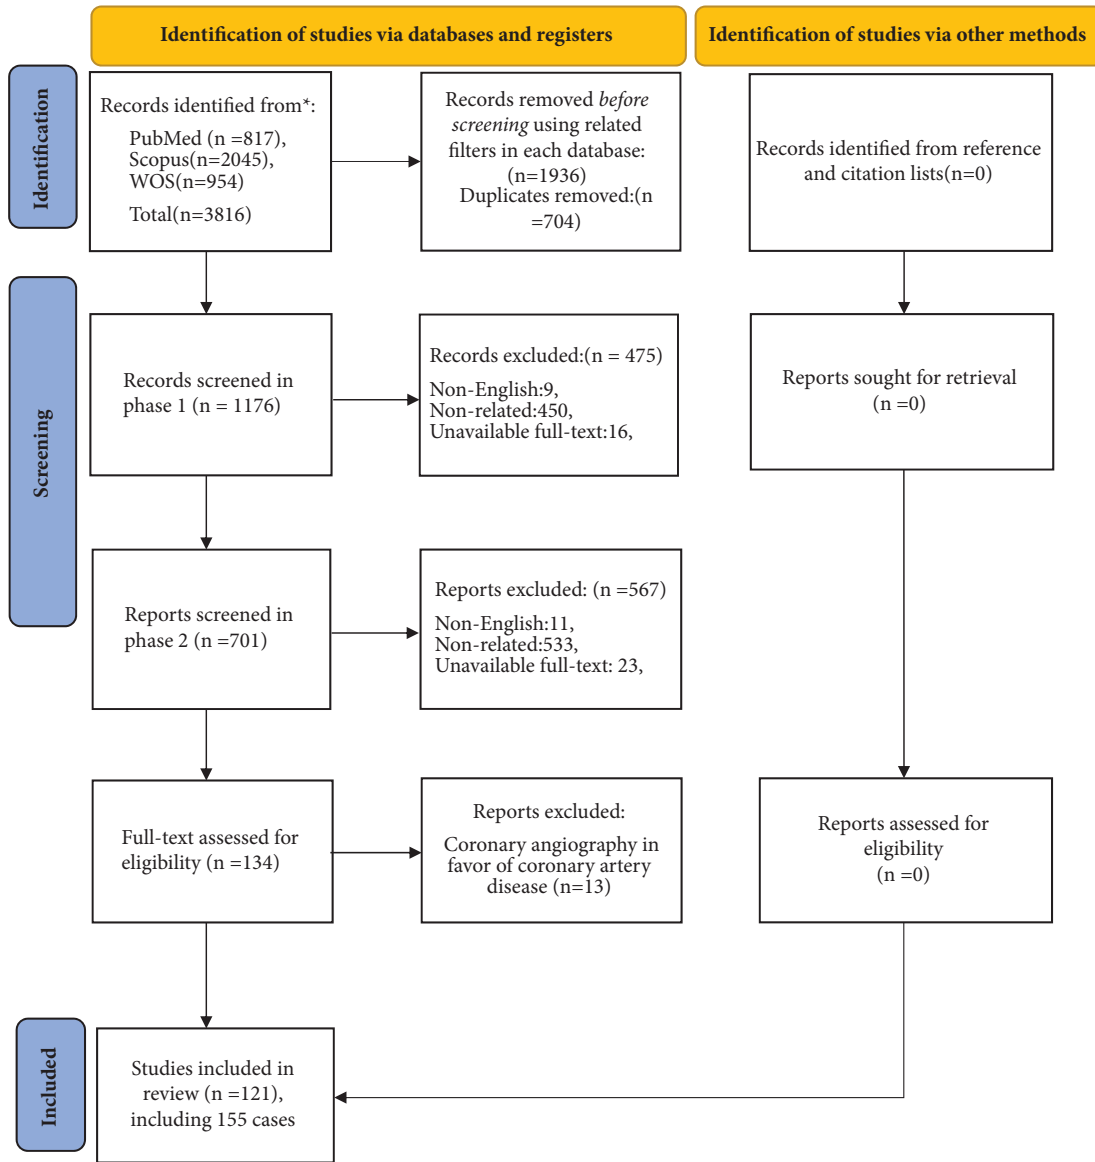 Identification of studies via databases and registers
Identification of studies via other methods
Identification
Records identified from*:
PubMed (n =817),
Scopus(n=2045),
WOS(n=954)
Total(n=3816)
Records removed before
screening using related
filters in each database:
(n=1936)
Duplicates removed:(n
=704)
Records identified from reference
and citation lists(n=0)
Screening
Records screened in
phase 1 (n = 1176)
Records excluded:(n = 475)
Non-English:9,
Non-related:450,
Unavailable full-text:16,
Reports sought for retrieval
(n =0)
Reports screened in
phase 2 (n =701)
Reports excluded: (n =567)
Non-English:11,
Non-related:533,
Unavailable full-text: 23,
Full-text assessed for
eligibility (n =134)
Reports excluded:
Coronary angiography in
favor of coronary artery
disease (n=13)
Reports assessed for
eligibility
(n =0)
Included
Studies included in
review (n =121),
including 155 cases